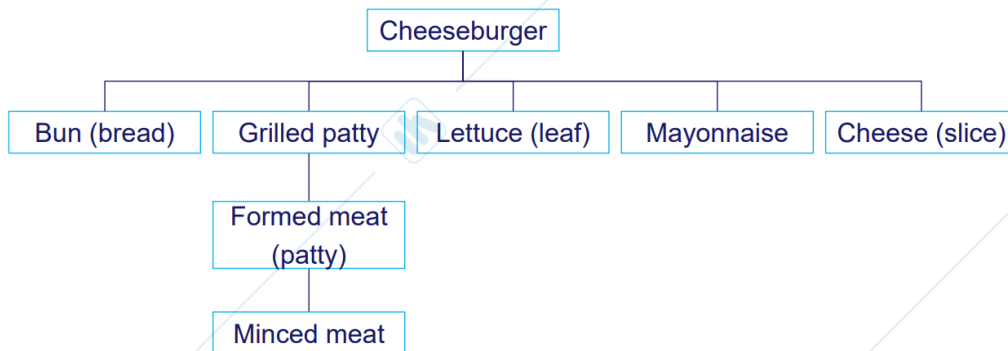 Cheeseburger
Bun (bread)
Grilled patty
Lettuce (leaf)
Mayonnaise
Cheese (slice)
Formed meat
(patty)
Minced meat